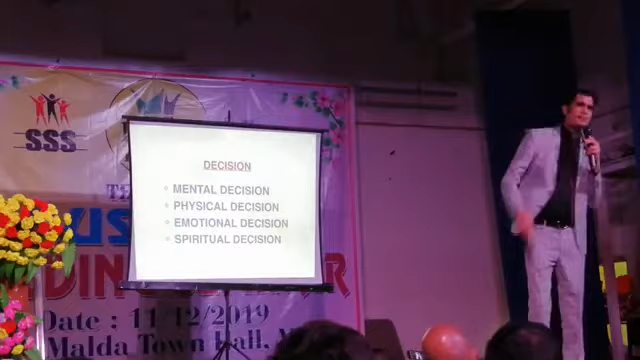 SSS
DECISION
MENTAL DECISION
PHYSICAL DECISION
EMOTIONAL DECISION
SPIRITUAL DECISION
Date : 11/12/2019
Malda Town Hall,